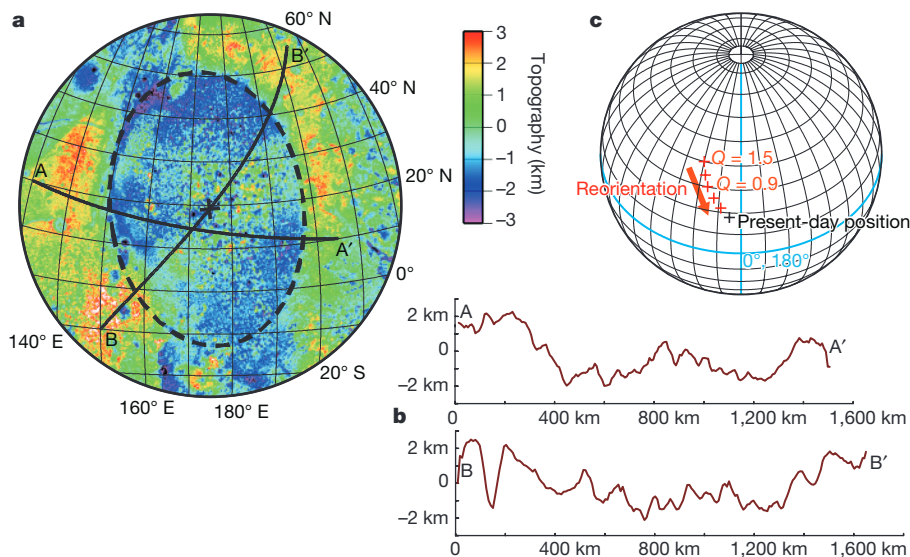 a
60° N
B′
40° N
20° N
A
A′
0°
B
140° E
20° S
160° E
180° E
3
2
1
0
−1
−2
−3
Topography (km)
c
Q = 1.5
Q = 0.9
Reorientation
Present-day position
0°, 180°
2 km
A
0
A′
−2 km
0
400 km
800 km
1,200 km
1,600 km
b
2 km
B
B′
0
−2 km
0
400 km
800 km
1,200 km
1,600 km